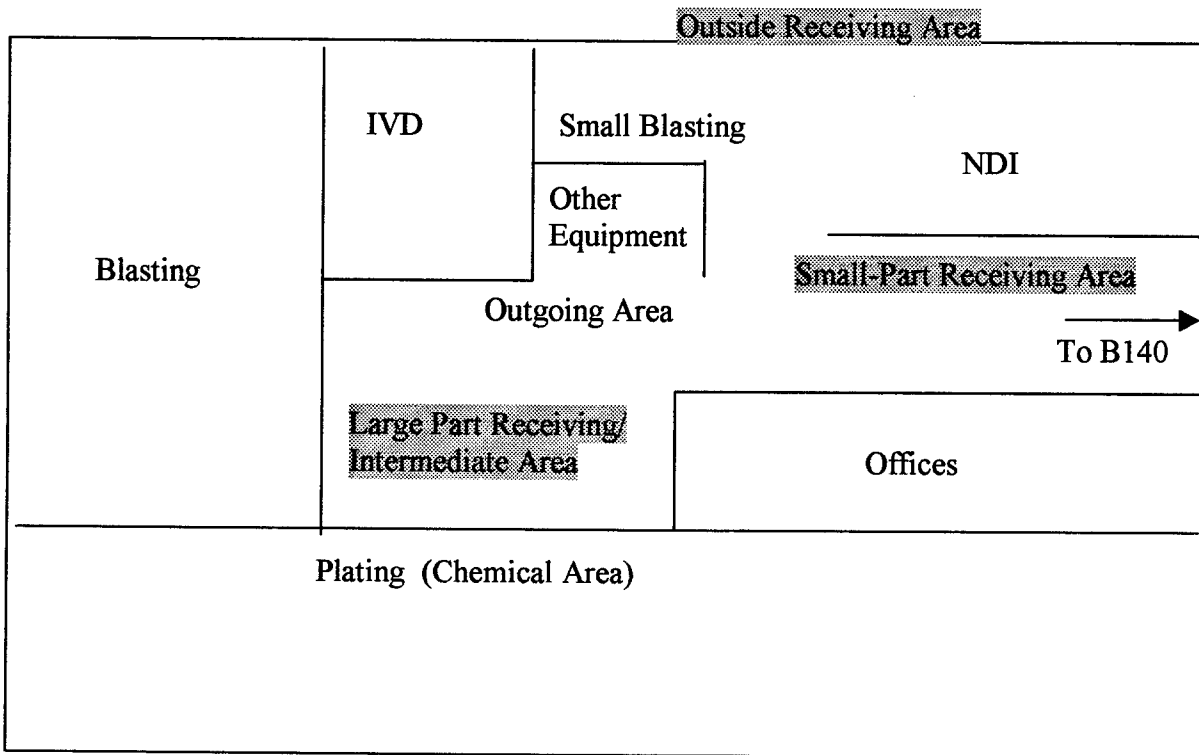 Outside Receiving Area
IVD
Small Blasting
NDI
Other
Equipment
Blasting
Small-Part Receiving Area
Outgoing Area
To B140
Large Part Receiving/
Intermediate Area
Offices
Plating (Chemical Area)